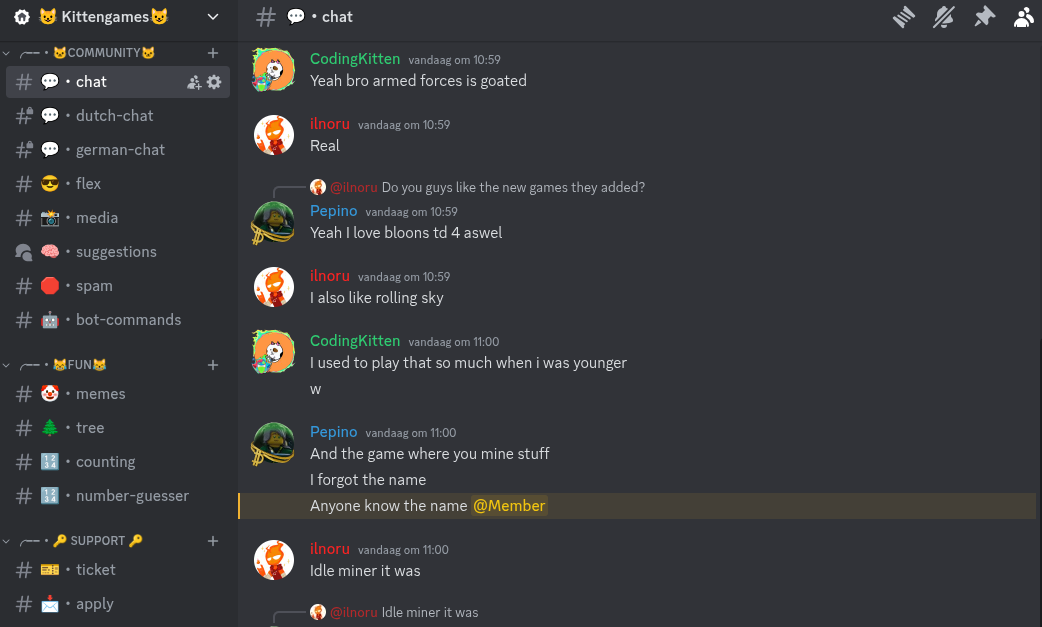 Kittengames
COMMUNITY
chat
dutch-chat
german-chat
flex
media
suggestions
spam
bot-commands
FUN
memes
tree
counting
number-guesser
SUPPORT
ticket
apply
chat
CodingKitten vandaag om 10:59
Yeah bro armed forces is goated
ilnoru vandaag om 10:59
Real
@ilnoru Do you guys like the new games they added?
Pepino vandaag om 10:59
Yeah I love bloons td 4 aswel
ilnoru vandaag om 10:59
I also like rolling sky
CodingKitten vandaag om 11:00
I used to play that so much when i was younger
w
Pepino vandaag om 11:00
And the game where you mine stuff
I forgot the name
Anyone know the name @Member
ilnoru vandaag om 11:00
Idle miner it was
@ilnoru Idle miner it was